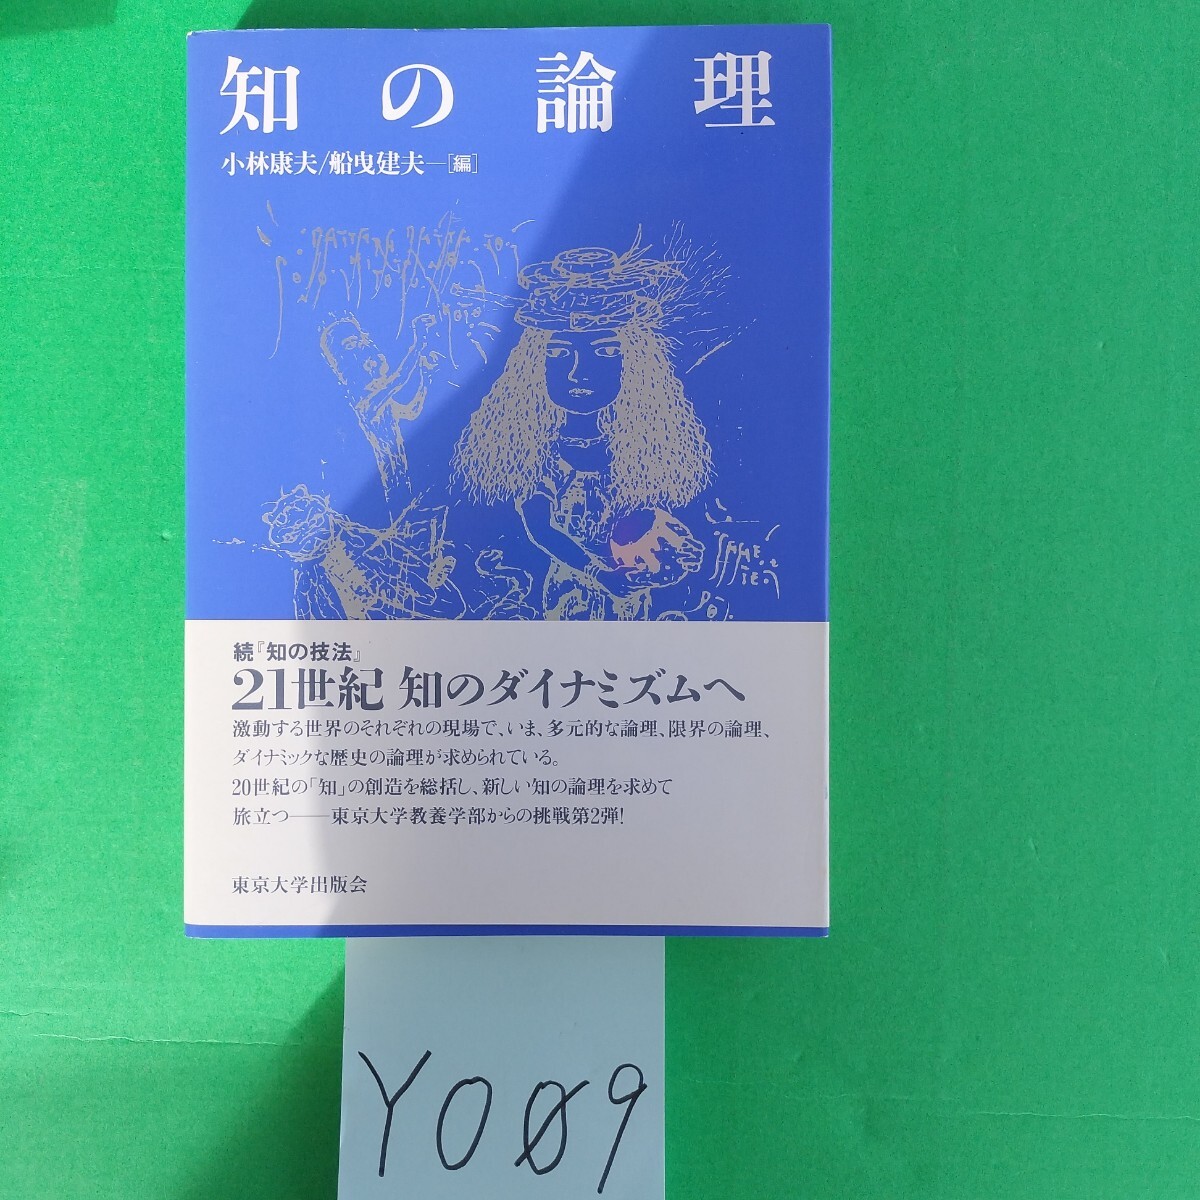 知の論理
小林康夫/船曳建夫―[編]
続『知の技法』
21世紀 知のダイナミズムへ
激動する世界のそれぞれの現場で、いま、多元的な論理、限界の論理、
ダイナミックな歴史の論理が求められている。
20世紀の「知」の創造を総括し、新しい知の論理を求めて
旅立つ――東京大学教養学部からの挑戦第2弾!
東京大学出版会
YO09